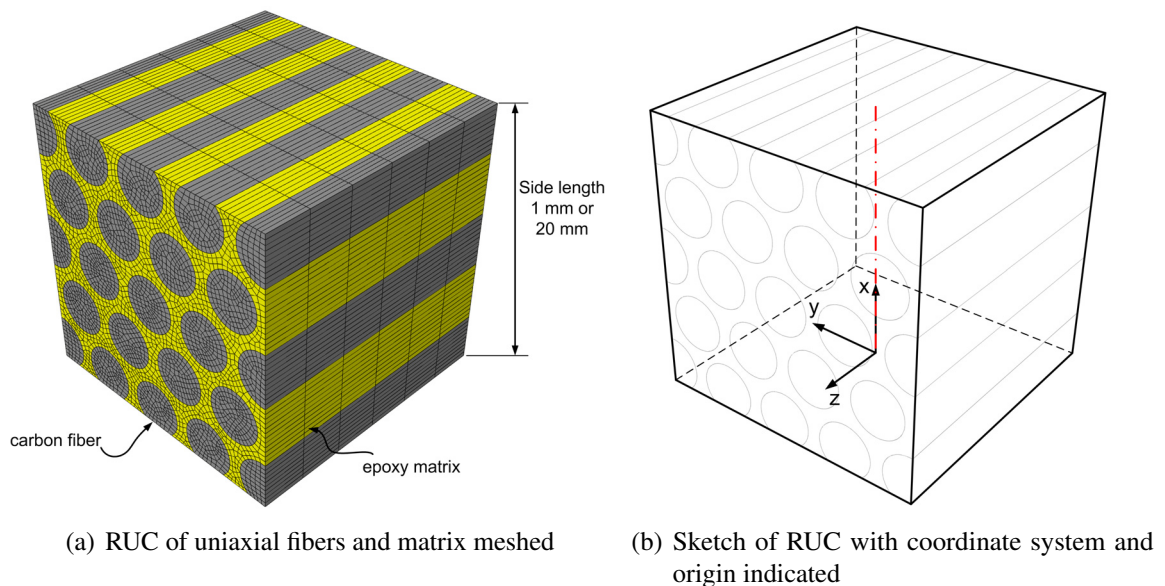 Side length
1 mm or
20 mm
carbon fiber
epoxy matrix
x
y
z
(a) RUC of uniaxial fibers and matrix meshed
(b) Sketch of RUC with coordinate system and
origin indicated